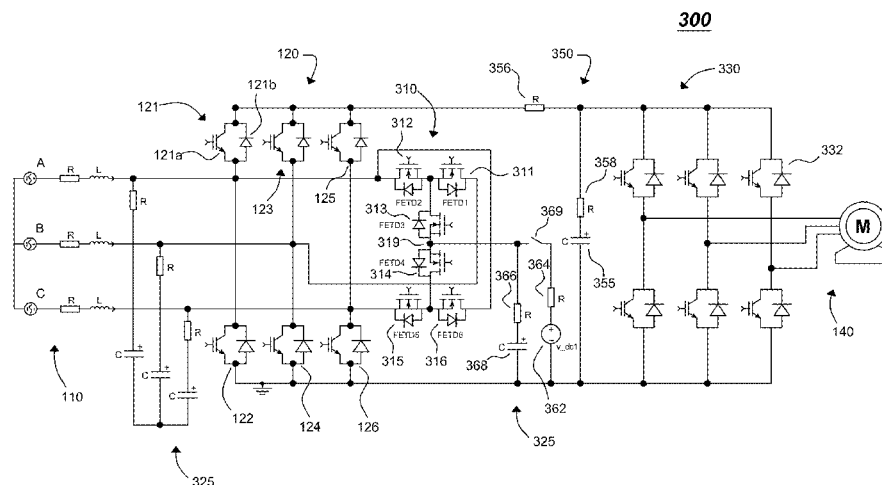 300
120
350
330
356
121b
121
310
R
312
332
121a
311
A
R
L
125
FETD2
FETD1
358
123
R
313
369
FETD3
R
B
319
M
R
L
FETD4
366
364
C
355
R
314
R
R
C
R
L
R
315
316
368
v_dc1
C
140
C
C
110
122
124
126
325
362
325